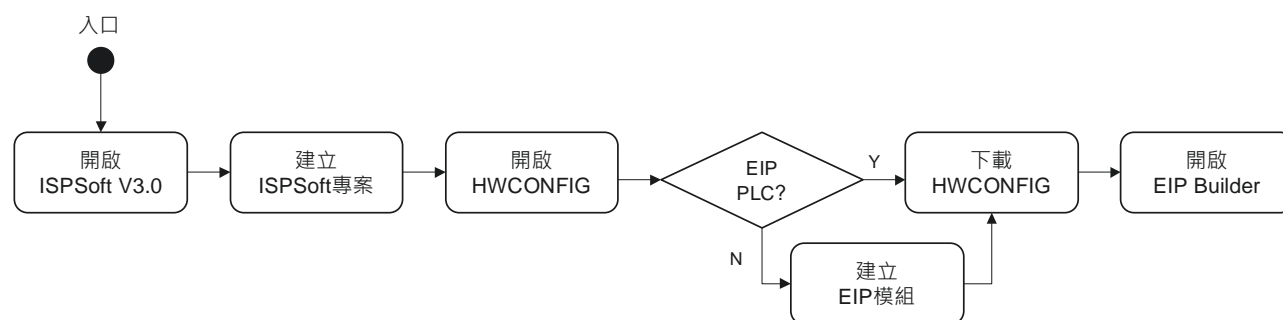 入口
開啟
ISPSoft V3.0
建立
ISPSoft專案
開啟
HWCONFIG
EIP
PLC?
Y
下載
HWCONFIG
開啟
EIP Builder
N
建立
EIP模組